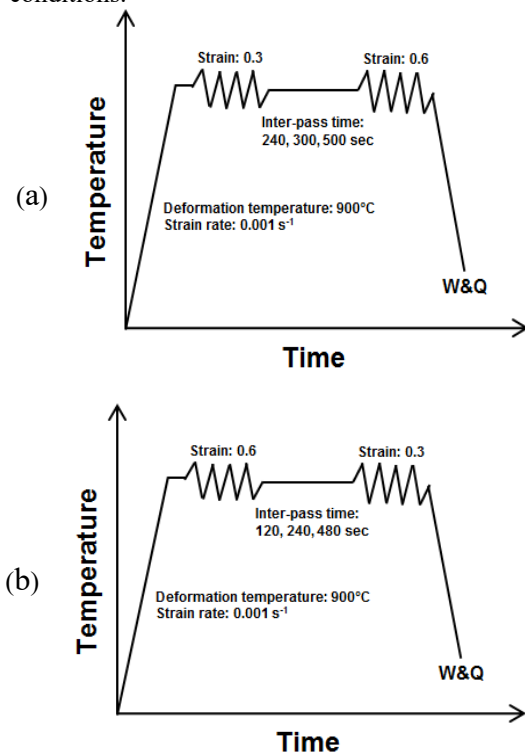 conditions.
Strain: 0.3
Strain: 0.6
Inter-pass time:
240, 300, 500 sec
(a)
Deformation temperature: 900°C
Strain rate: 0.001 s⁻¹
Temperature
W&Q
Time
Strain: 0.6
Strain: 0.3
Inter-pass time:
120, 240, 480 sec
(b)
Deformation temperature: 900°C
Strain rate: 0.001 s⁻¹
Temperature
W&Q
Time